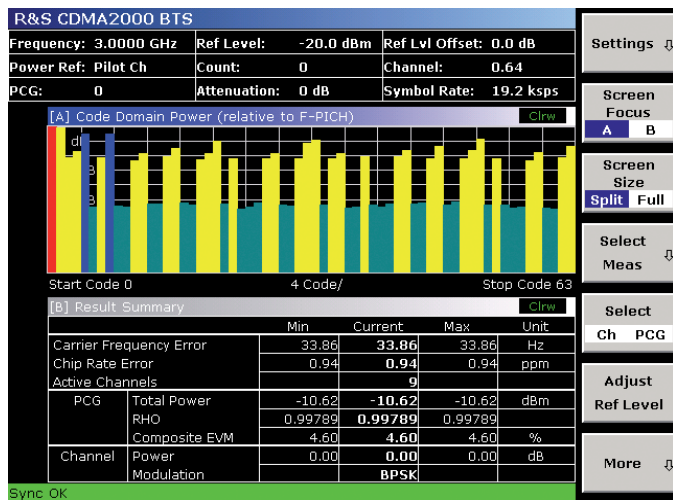 R&S CDMA2000 BTS
Frequency: 3.0000 GHz Ref Level: -20.0 dBm Ref Lvl Offset: 0.0 dB
Power Ref: Pilot Ch Count: 0 Channel: 0.64
PCG: 0 Attenuation: 0 dB Symbol Rate: 19.2 ksps
[A] Code Domain Power (relative to F-PICH) Clrw
Start Code 0 4 Code/ Stop Code 63
[B] Result Summary Clrw
Min Current Max Unit
Carrier Frequency Error 33.86 33.86 33.86 Hz
Chip Rate Error 0.94 0.94 0.94 ppm
Active Channels 9
PCG Total Power -10.62 -10.62 -10.62 dBm
RHO 0.99789 0.99789 0.99789
Composite EVM 4.60 4.60 4.60 %
Channel Power 0.00 0.00 0.00 dB
Modulation BPSK
Sync OK
Settings
Screen
Focus
A B
Screen
Size
Split Full
Select
Meas
Select
Ch PCG
Adjust
Ref Level
More